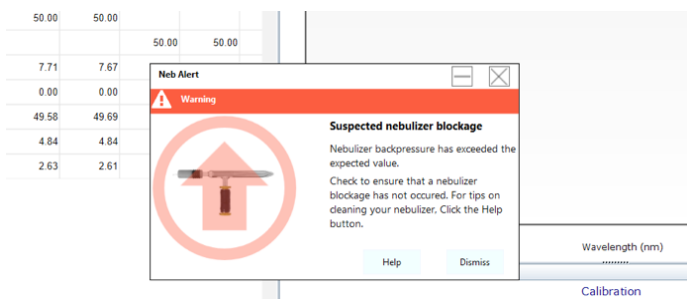 50.00 50.00
50.00 50.00
7.71 7.67
0.00 0.00
49.58 49.69
4.84 4.84
2.63 2.61
Neb Alert
Warning
Suspected nebulizer blockage
Nebulizer backpressure has exceeded the
expected value.
Check to ensure that a nebulizer
blockage has not occured. For tips on
cleaning your nebulizer, Click the Help
button.
Help Dismiss
Wavelength (nm)
Calibration